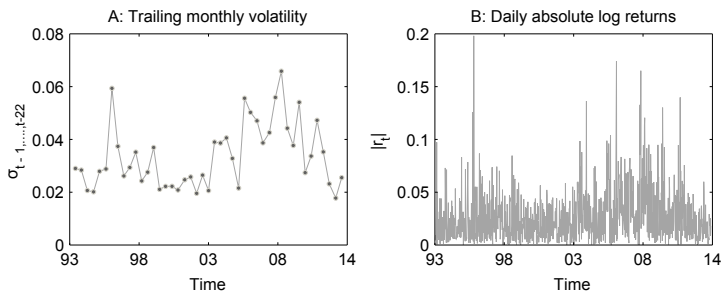 A: Trailing monthly volatility
0.08
0.06
0.04
0.02
0
σt - 1,...,t-22
93 98 03 08 14
Time
B: Daily absolute log returns
0.2
0.15
0.1
0.05
0
|rt|
93 98 03 08 14
Time